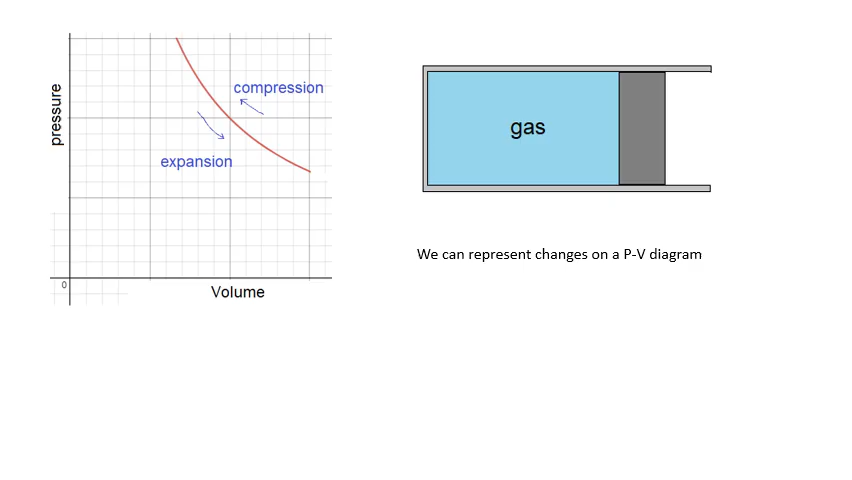 compression
pressure
expansion
0
Volume
gas
We can represent changes on a P-V diagram